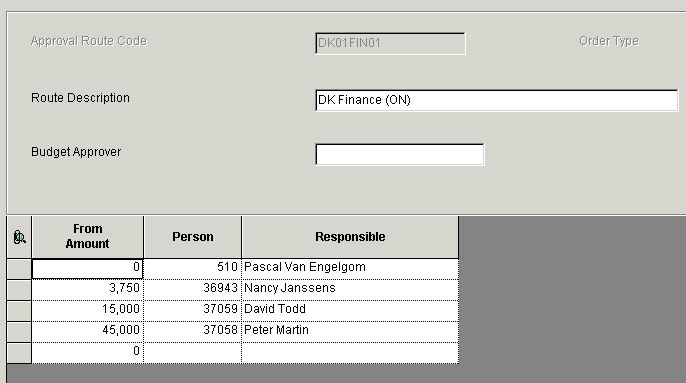 Approval Route Code DK01FIN01 Order Type
Route Description DK Finance (ON)
Budget Approver
From Amount Person Responsible
0 510 Pascal Van Engelgom
3,750 36943 Nancy Janssens
15,000 37059 David Todd
45,000 37058 Peter Martin
0